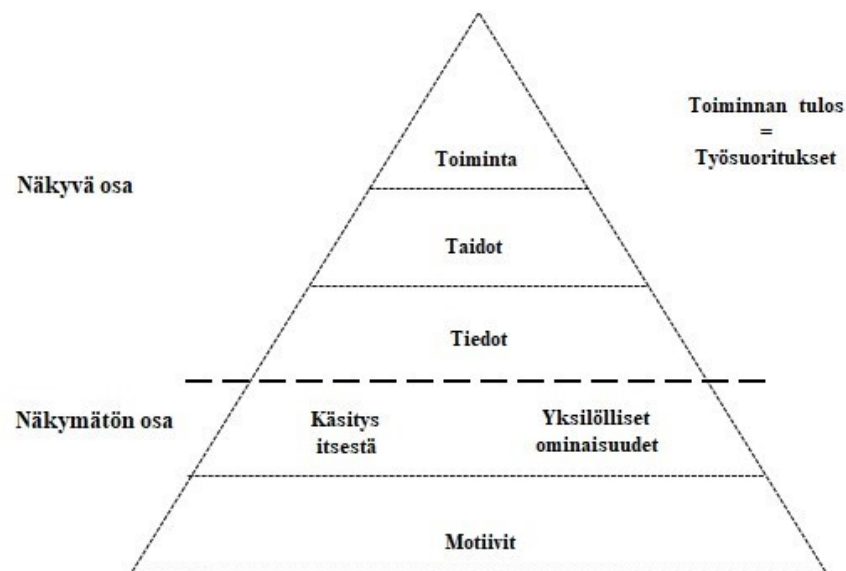 Toiminnan tulos
=
Työsuoritukset
Toiminta
Näkyvä osa
Taidot
Tiedot
Näkymätön osa
Käsitys
itsestä
Yksilölliset
ominaisuudet
Motiivit